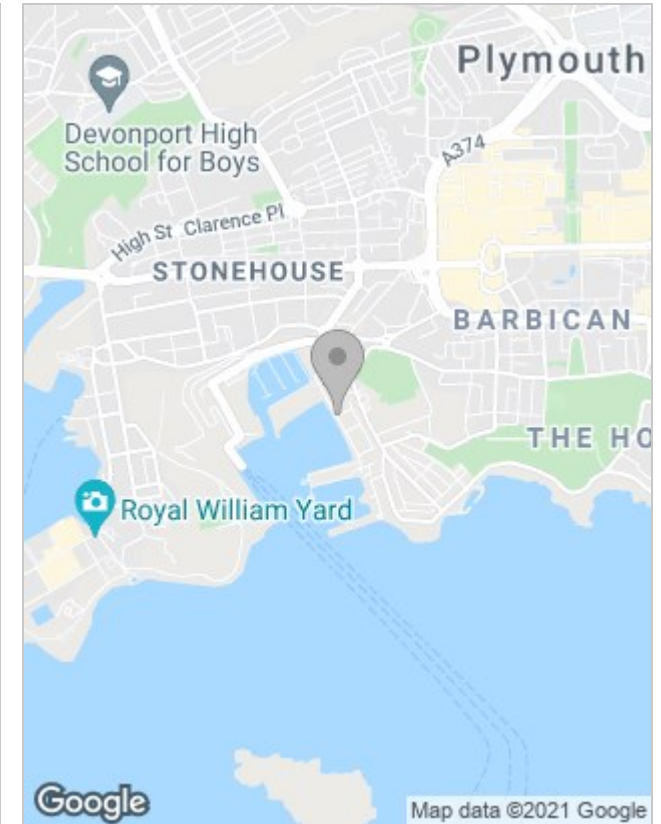 Plymouth
Devonport High
School for Boys
A374
High St Clarence Pl
STONEHOUSE
BARBICAN
THE HO
Royal William Yard
Google
Map data ©2021 Google